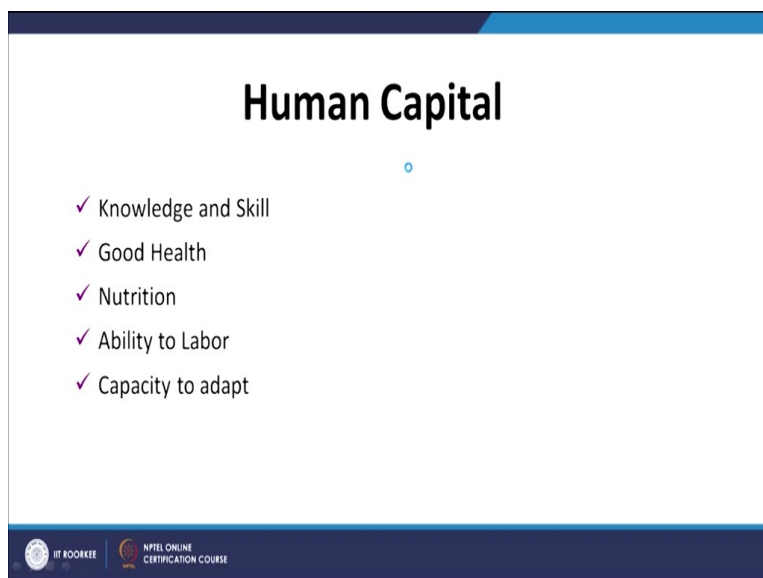 Human Capital
Knowledge and Skill
Good Health
Nutrition
Ability to Labor
Capacity to adapt
IIT ROORKEE
NPTEL ONLINE
CERTIFICATION COURSE